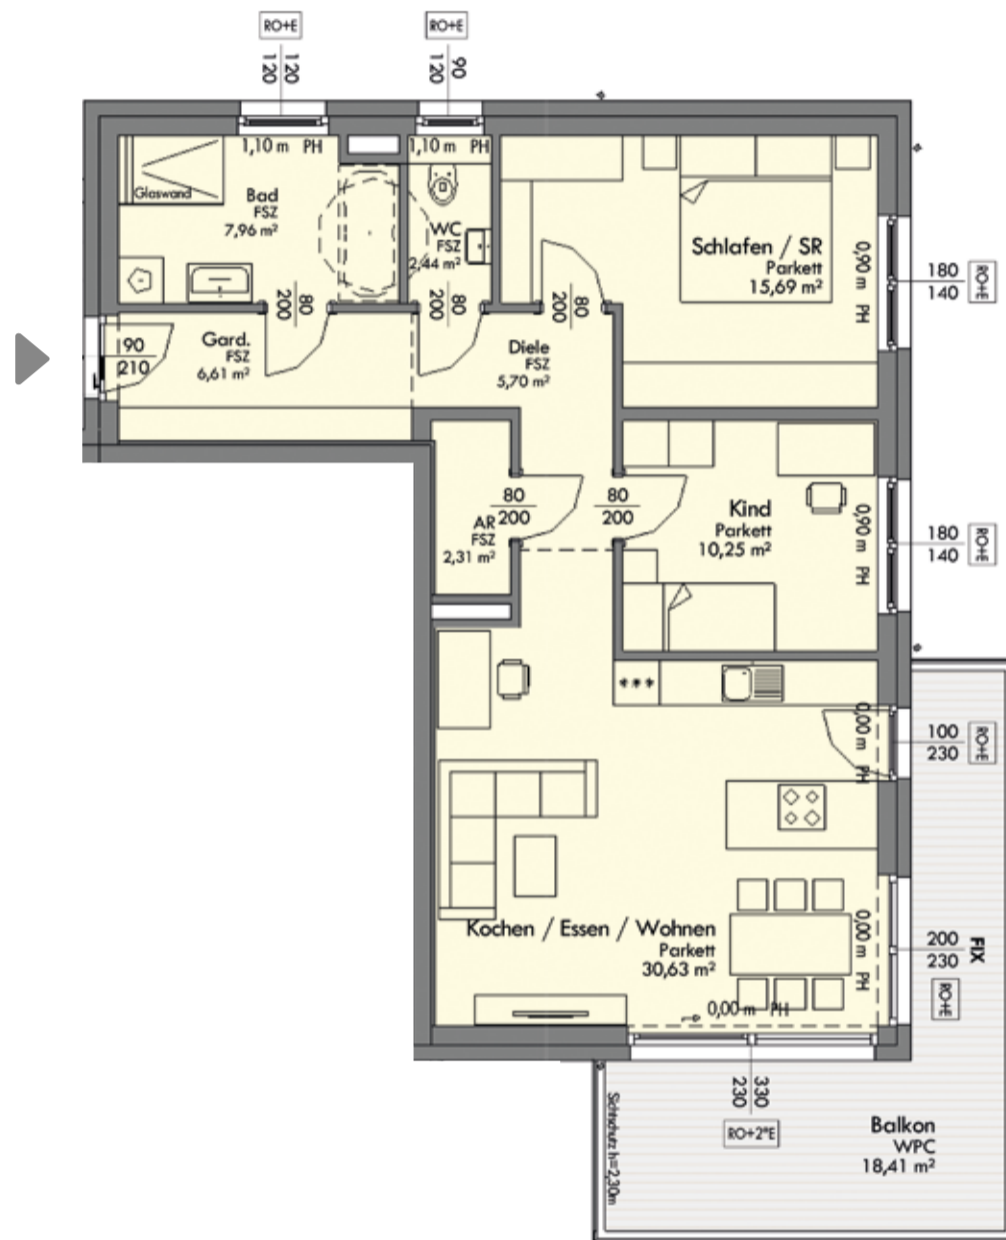 RO+E
RO+E
120
120
90
120
1,10 m PH
1,10 m PH
Glaswand
Bad
FSZ
7,96 m²
WC
FSZ
2,44 m²
Schlafen / SR
Parkett
15,69 m²
0,90 m PH
180
140
RO+E
80
200
80
200
80
200
90
210
Gard.
FSZ
6,61 m²
Diele
FSZ
5,70 m²
AR
FSZ
2,31 m²
80
200
80
200
Kind
Parkett
10,25 m²
0,90 m PH
180
140
RO+E
0,00 m PH
100
230
RO+E
Kochen / Essen / Wohnen
Parkett
30,63 m²
0,00 m PH
200
230
FIX
RO+E
0,00 m PH
330
230
RO+2*E
Sichtschutz h=2,30m
Balkon
WPC
18,41 m²